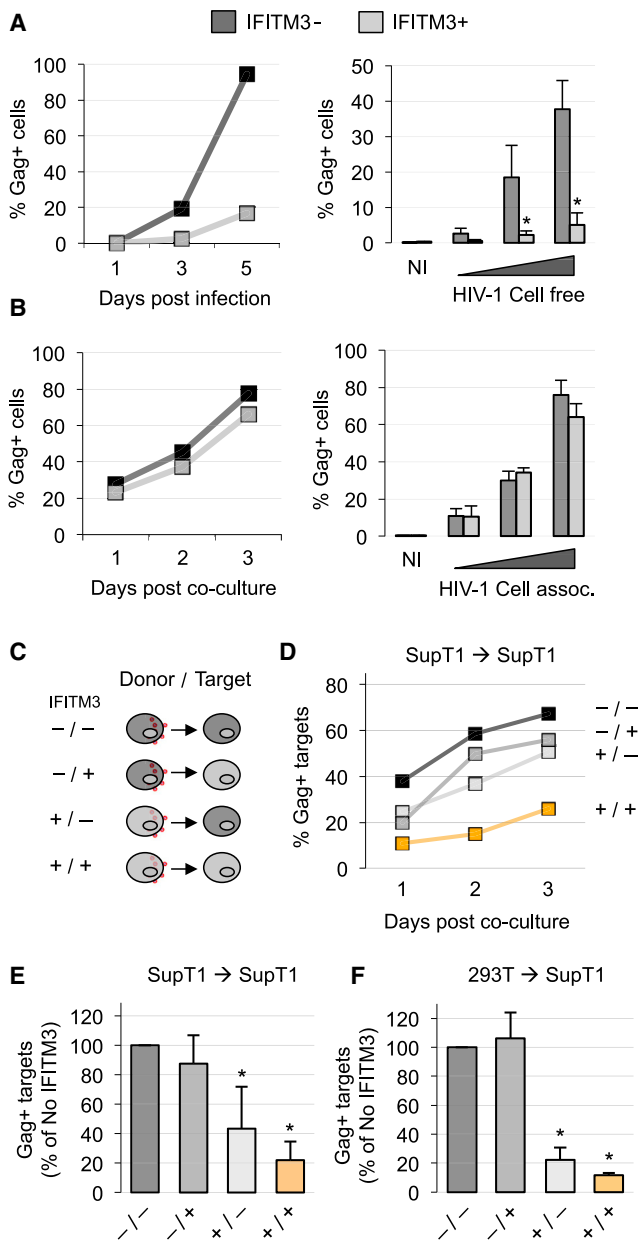 IFITM3- IFITM3+
A
100
80
60
40
20
0
% Gag+ cells
1 3 5
Days post infection
50
40
30
20
10
0
% Gag+ cells
* *
NI
HIV-1 Cell free
B
100
80
60
40
20
0
% Gag+ cells
1 2 3
Days post co-culture
100
80
60
40
20
0
% Gag+ cells
NI
HIV-1 Cell assoc.
C
Donor / Target
IFITM3
– / –
– / +
+ / –
+ / +
D
SupT1 → SupT1
80
60
40
20
0
% Gag+ targets
1 2 3
Days post co-culture
– / –
– / +
+ / –
+ / +
E
SupT1 → SupT1
120
100
80
60
40
20
0
Gag+ targets
(% of No IFITM3)
* *
– / – – / + + / – + / +
F
293T → SupT1
120
100
80
60
40
20
0
Gag+ targets
(% of No IFITM3)
* *
– / – – / + + / – + / +